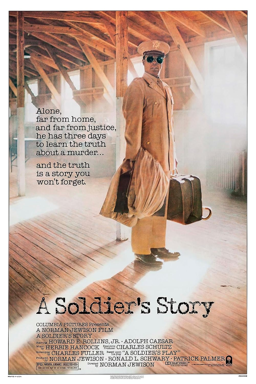 Alone,
far from home,
and far from justice,
he has three days
to learn the truth
about a murder...
and the truth
is a story you
won't forget.
A Soldier's Story
COLUMBIA PICTURES Presents
A NORMAN JEWISON FILM
A SOLDIER'S STORY
HOWARD E. ROLLINS, JR. · ADOLPH CAESAR
HERBIE HANCOCK CHARLES SCHULTZ
CHARLES FULLER "A SOLDIER'S PLAY"
NORMAN JEWISON · RONALD L. SCHWARY · PATRICK PALMER
NORMAN JEWISON